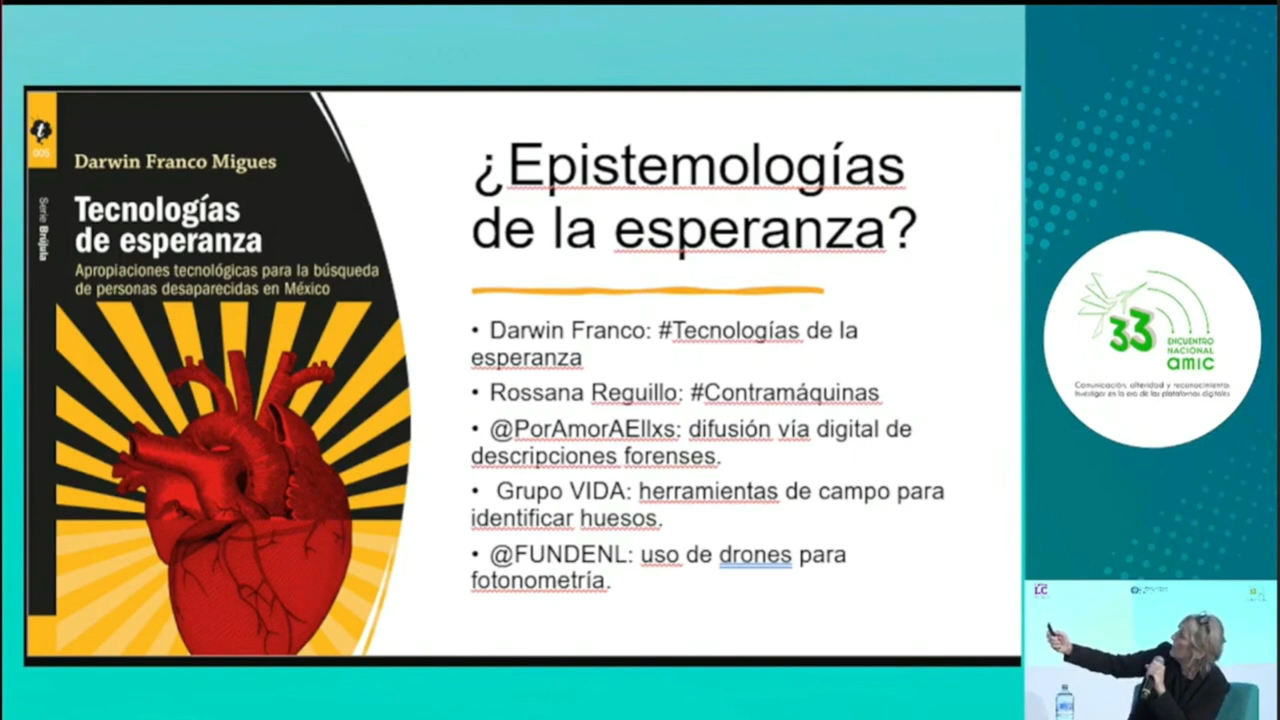 t
005
Serie Brújula
Darwin Franco Migues
Tecnologías
de esperanza
Apropiaciones tecnológicas para la búsqueda
de personas desaparecidas en México
¿Epistemologías
de la esperanza?
• Darwin Franco: #Tecnologías de la
esperanza
• Rossana Reguillo: #Contramáquinas
• @PorAmorAEllxs: difusión vía digital de
descripciones forenses.
• Grupo VIDA: herramientas de campo para
identificar huesos.
• @FUNDENL: uso de drones para
fotonometría.
33
ENCUENTRO
NACIONAL
amic
Comunicación, alteridad y reconocimiento:
Investigar en la era de las plataformas digitales